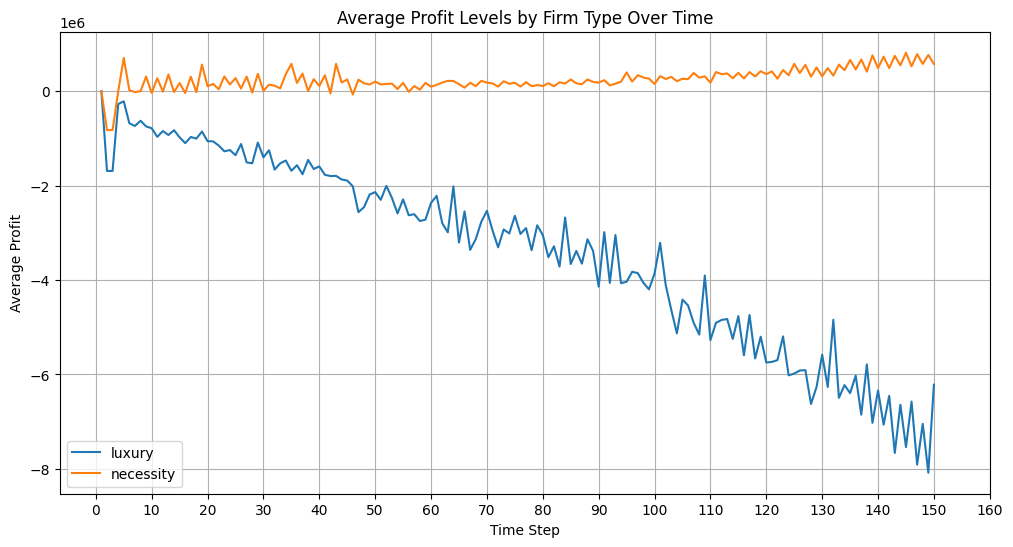 Average Profit Levels by Firm Type Over Time
1e6
0
−2
−4
−6
−8
Average Profit
luxury
necessity
0 10 20 30 40 50 60 70 80 90 100 110 120 130 140 150 160
Time Step